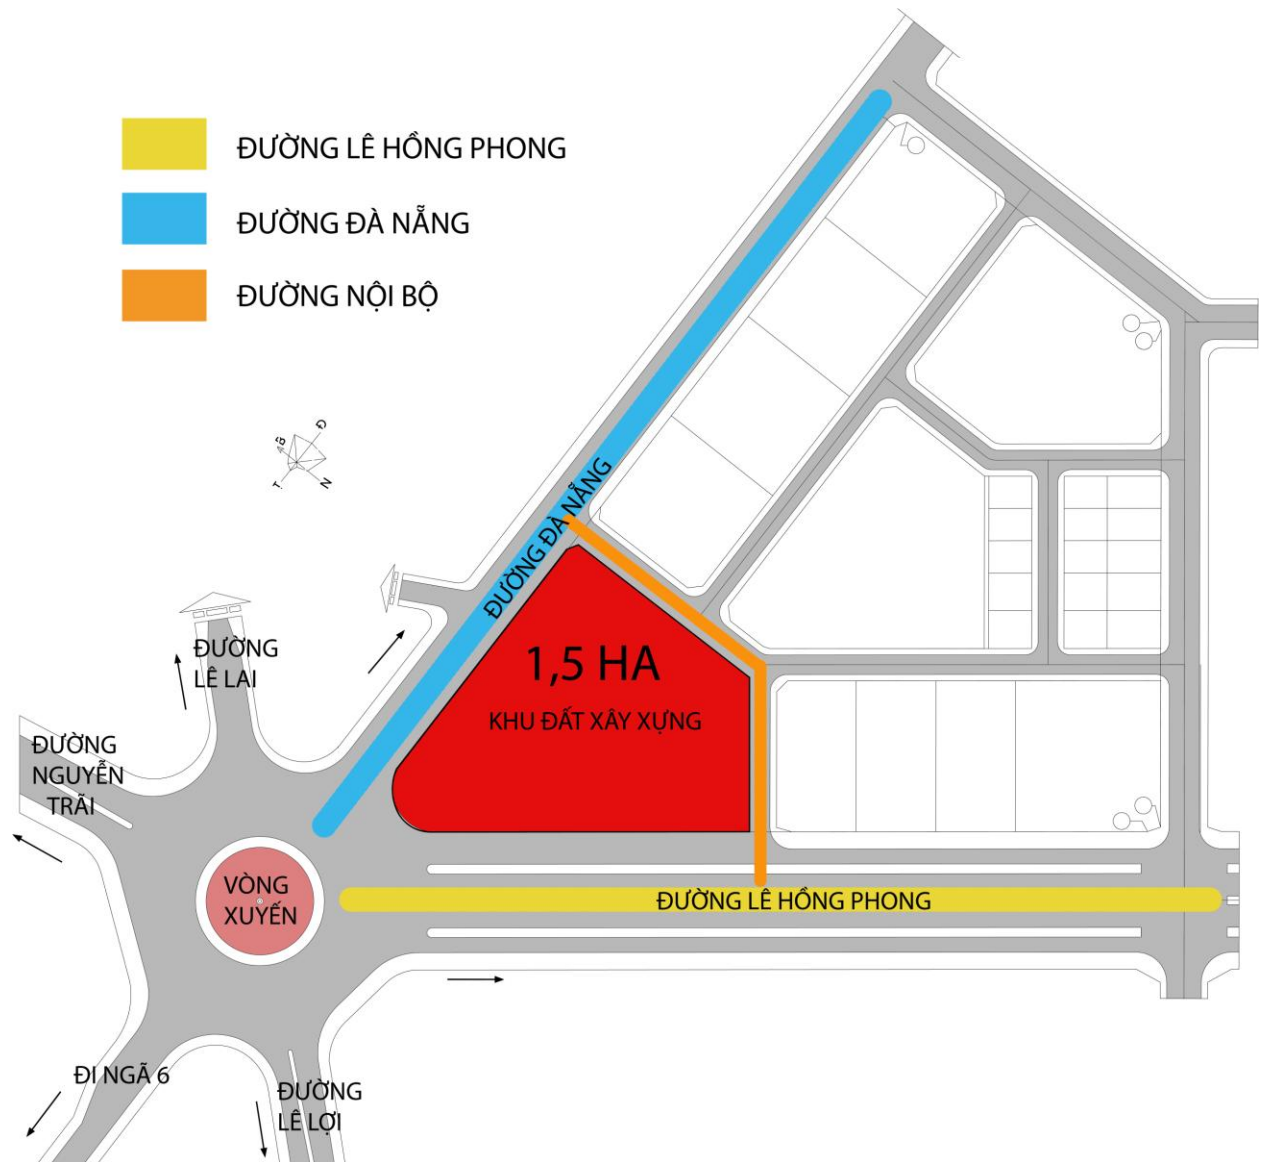 ĐƯỜNG LÊ HỒNG PHONG
ĐƯỜNG ĐÀ NẴNG
ĐƯỜNG NỘI BỘ
B
Đ
T
N
ĐƯỜNG ĐÀ NẴNG
1,5 HA
KHU ĐẤT XÂY XỰNG
ĐƯỜNG
LÊ LAI
ĐƯỜNG
NGUYỄN
TRÃI
VÒNG
XUYẾN
ĐƯỜNG LÊ HỒNG PHONG
ĐI NGÃ 6
ĐƯỜNG
LÊ LỢI